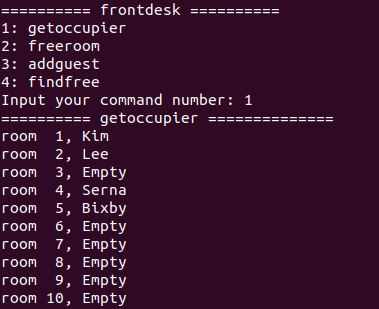 ========== frontdesk ==========
1: getoccupier
2: freeroom
3: addguest
4: findfree
Input your command number: 1
========== getoccupier ==============
room  1, Kim
room  2, Lee
room  3, Empty
room  4, Serna
room  5, Bixby
room  6, Empty
room  7, Empty
room  8, Empty
room  9, Empty
room 10, Empty